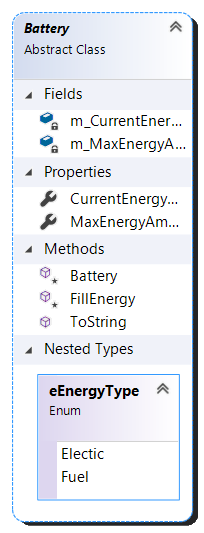 Battery
Abstract Class
Fields
m_CurrentEner...
m_MaxEnergyA...
Properties
CurrentEnergy...
MaxEnergyAm...
Methods
Battery
FillEnergy
ToString
Nested Types
eEnergyType
Enum
Electic
Fuel